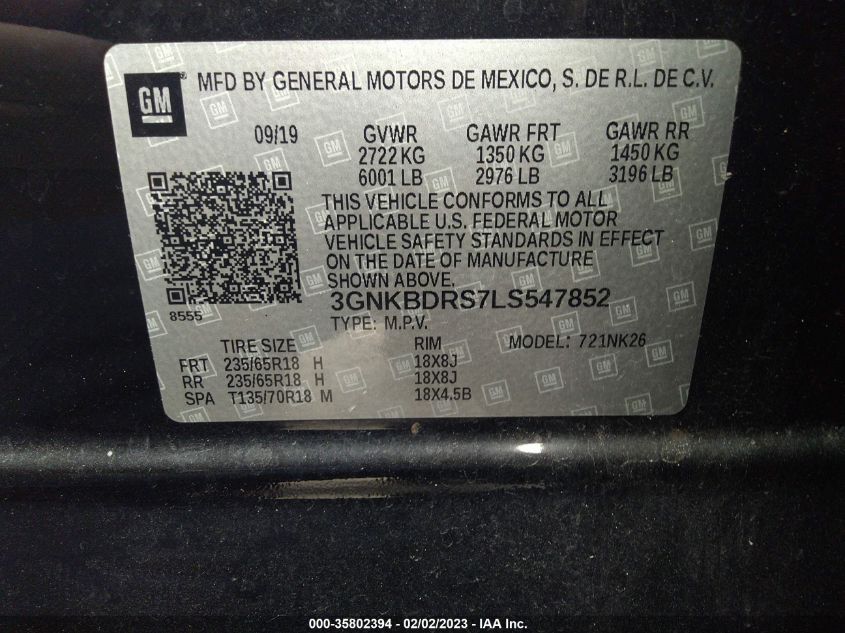 GM
MFD BY GENERAL MOTORS DE MEXICO, S. DE R.L. DE C.V.
09/19 GVWR GAWR FRT GAWR RR
2722 KG 1350 KG 1450 KG
6001 LB 2976 LB 3196 LB
THIS VEHICLE CONFORMS TO ALL
APPLICABLE U.S. FEDERAL MOTOR
VEHICLE SAFETY STANDARDS IN EFFECT
ON THE DATE OF MANUFACTURE
SHOWN ABOVE.
8555 3GNKBDRS7LS547852
TYPE: M.P.V.
TIRE SIZE RIM MODEL: 721NK26
FRT 235/65R18 H 18X8J
RR 235/65R18 H 18X8J
SPA T135/70R18 M 18X4.5B
000-35802394 - 02/02/2023 - IAA Inc.